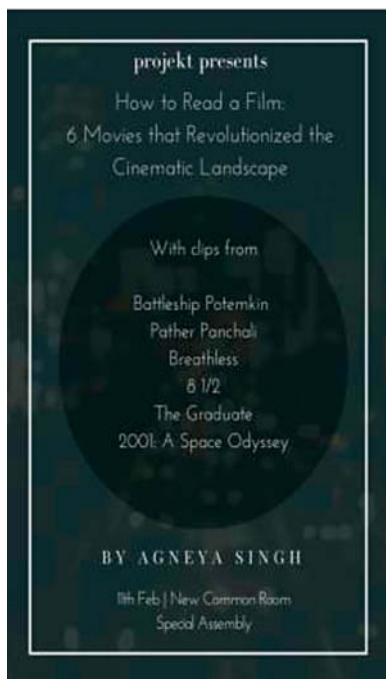 projekt presents
How to Read a Film:
6 Movies that Revolutionized the
Cinematic Landscape
With clips from
Battleship Potemkin
Pather Panchali
Breathless
8 1/2
The Graduate
2001: A Space Odyssey
BY AGNEYA SINGH
11th Feb | New Common Room
Special Assembly